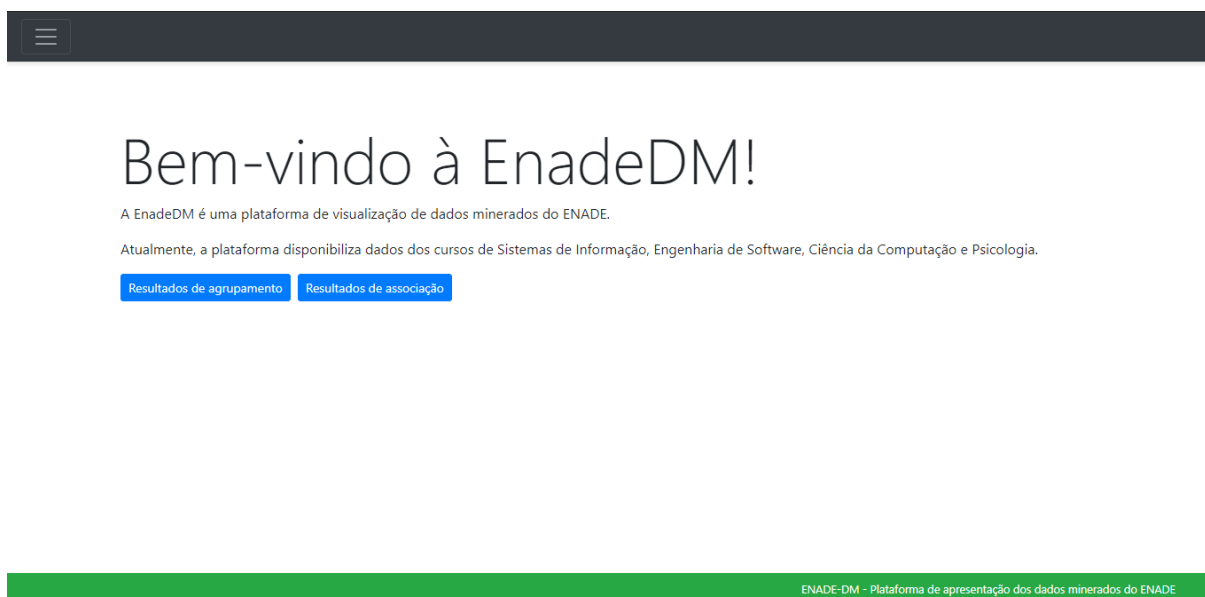 Bem-vindo à EnadeDM!
A EnadeDM é uma plataforma de visualização de dados minerados do ENADE.
Atualmente, a plataforma disponibiliza dados dos cursos de Sistemas de Informação, Engenharia de Software, Ciência da Computação e Psicologia.
Resultados de agrupamento Resultados de associação
ENADE-DM - Plataforma de apresentação dos dados minerados do ENADE